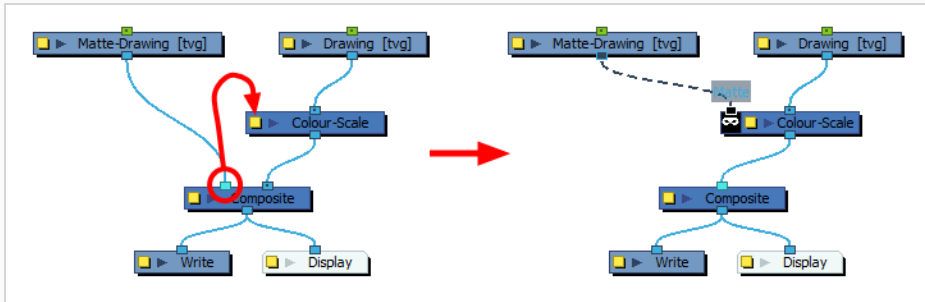 Matte-Drawing [tvg]
Drawing [tvg]
Colour-Scale
Composite
Write
Display
Matte-Drawing [tvg]
Drawing [tvg]
Matte
Colour-Scale
Composite
Write
Display